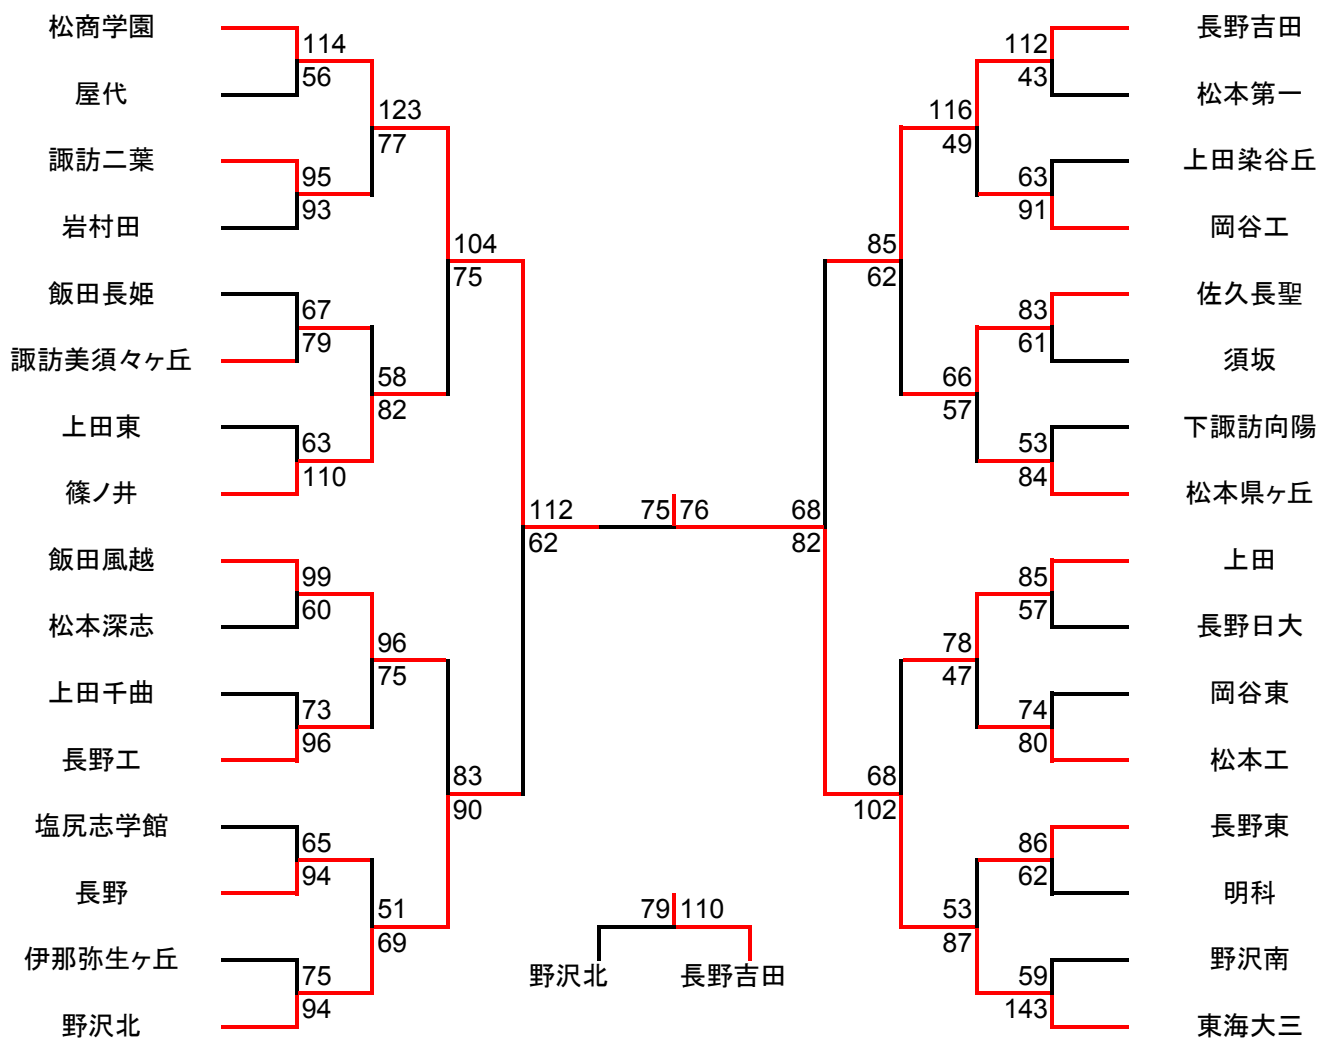 松商学園
114
56
屋代
123
77
諏訪二葉
95
93
岩村田
104
75
飯田長姫
67
79
諏訪美須々ヶ丘
58
82
上田東
63
110
篠ノ井
112
62
飯田風越
99
60
松本深志
96
75
上田千曲
73
96
長野工
83
90
塩尻志学館
65
94
長野
51
69
伊那弥生ヶ丘
75
94
野沢北
75 76
79 110
野沢北 長野吉田
長野吉田
112
43
松本第一
116
49
上田染谷丘
63
91
岡谷工
85
62
佐久長聖
83
61
須坂
66
57
下諏訪向陽
53
84
松本県ヶ丘
68
82
上田
85
57
長野日大
78
47
岡谷東
74
80
松本工
68
102
長野東
86
62
明科
53
87
野沢南
59
143
東海大三